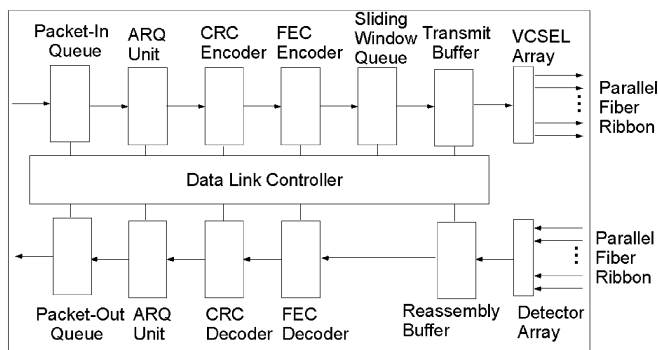 Packet-In
Queue
ARQ
Unit
CRC
Encoder
FEC
Encoder
Sliding
Window
Queue
Transmit
Buffer
VCSEL
Array
Parallel
Fiber
Ribbon
Data Link Controller
Packet-Out
Queue
ARQ
Unit
CRC
Decoder
FEC
Decoder
Reassembly
Buffer
Detector
Array
Parallel
Fiber
Ribbon